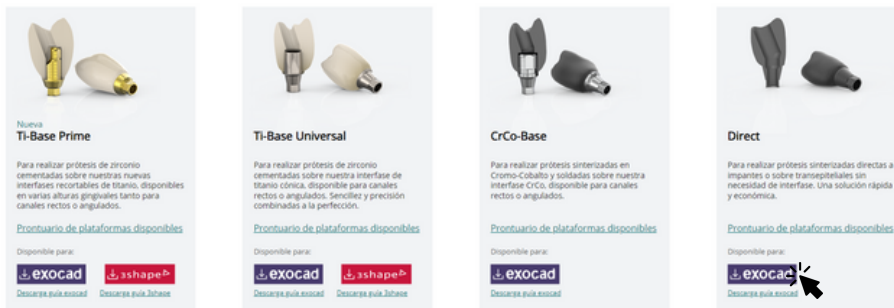 Nueva
Ti-Base Prime
Para realizar prótesis de zirconio
cementadas sobre nuestras nuevas
interfases recortables de titanio, disponibles
en varias alturas gingivales tanto para
canales rectos o angulados.
Prontuario de plataformas disponibles
Disponible para:
exocad
3shape
Descarga guía exocad
Descarga guía 3shape
Ti-Base Universal
Para realizar prótesis de zirconio
cementadas sobre nuestra interfase de
titanio cónica, disponible para canales
rectos o angulados. Sencillez y precisión
combinadas a la perfección.
Prontuario de plataformas disponibles
Disponible para:
exocad
3shape
Descarga guía exocad
Descarga guía 3shape
CrCo-Base
Para realizar prótesis sinterizadas en
Cromo-Cobalto y soldadas sobre nuestra
interfase CrCo, disponible para canales
rectos o angulados.
Prontuario de plataformas disponibles
Disponible para:
exocad
Descarga guía exocad
Direct
Para realizar prótesis sinterizadas directas a
impantes o sobre transepiteliales sin
necesidad de interfase. Una solución rápida
y económica.
Prontuario de plataformas disponibles
Disponible para:
exocad
Descarga guía exocad